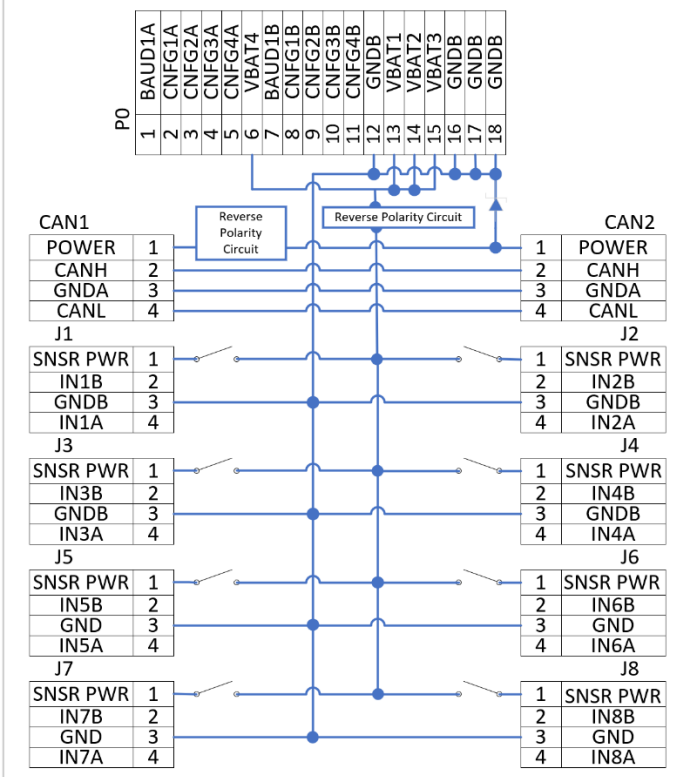 P0
1 BAUD1A
2 CNFG1A
3 CNFG2A
4 CNFG3A
5 CNFG4A
6 VBAT4
7 BAUD1B
8 CNFG1B
9 CNFG2B
10 CNFG3B
11 CNFG4B
12 GNDB
13 VBAT1
14 VBAT2
15 VBAT3
16 GNDB
17 GNDB
18 GNDB
Reverse
Polarity
Circuit
Reverse Polarity Circuit
CAN1
POWER 1
CANH 2
GNDA 3
CANL 4
CAN2
1 POWER
2 CANH
3 GNDA
4 CANL
J1
SNSR PWR 1
IN1B 2
GNDB 3
IN1A 4
J2
1 SNSR PWR
2 IN2B
3 GNDB
4 IN2A
J3
SNSR PWR 1
IN3B 2
GNDB 3
IN3A 4
J4
1 SNSR PWR
2 IN4B
3 GNDB
4 IN4A
J5
SNSR PWR 1
IN5B 2
GND 3
IN5A 4
J6
1 SNSR PWR
2 IN6B
3 GND
4 IN6A
J7
SNSR PWR 1
IN7B 2
GND 3
IN7A 4
J8
1 SNSR PWR
2 IN8B
3 GND
4 IN8A